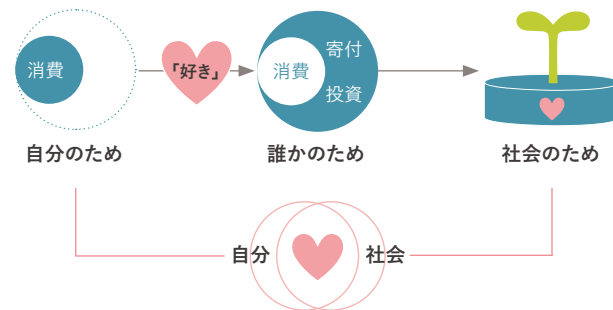 消費
「好き」
消費
寄付
投資
自分のため
誰かのため
社会のため
自分
社会